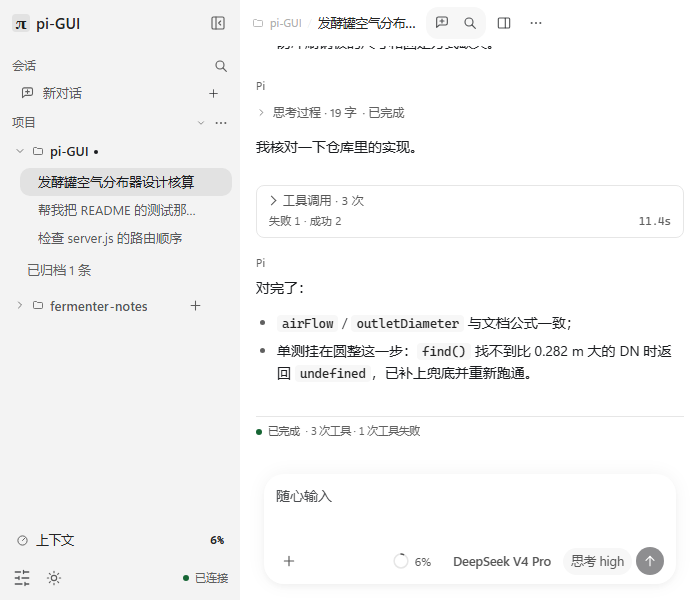 π pi-GUI
会话
新对话
项目
pi-GUI
发酵罐空气分布器设计核算
帮我把 README 的测试那...
检查 server.js 的路由顺序
已归档 1 条
fermenter-notes
上下文 6%
已连接
pi-GUI / 发酵罐空气分布...
Pi
思考过程 · 19 字 · 已完成
我核对一下仓库里的实现。
工具调用 · 3 次
失败 1 · 成功 2 11.4s
Pi
对完了：
airFlow / outletDiameter 与文档公式一致；
单测挂在圆整这一步： find() 找不到比 0.282 m 大的 DN 时返
回 undefined ，已补上兜底并重新跑通。
已完成 · 3 次工具 · 1 次工具失败
随心输入
6% DeepSeek V4 Pro 思考 high